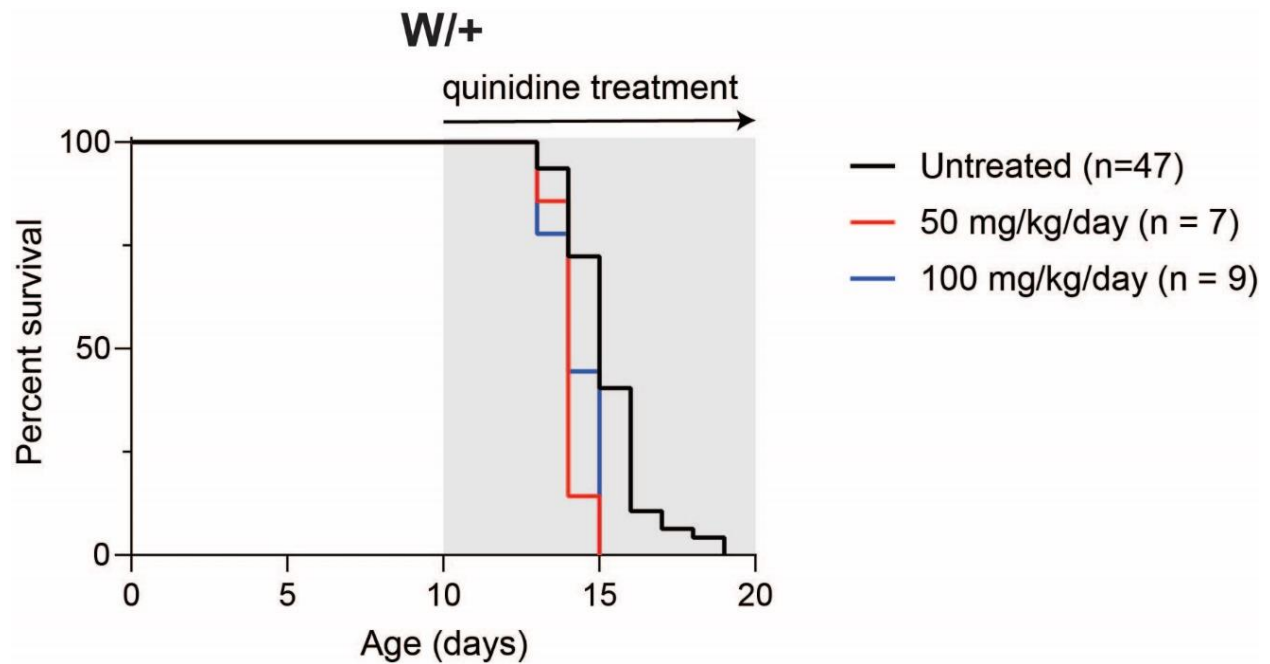 W/+
quinidine treatment
100
50
0
Percent survival
0 5 10 15 20
Age (days)
Untreated (n=47)
50 mg/kg/day (n = 7)
100 mg/kg/day (n = 9)